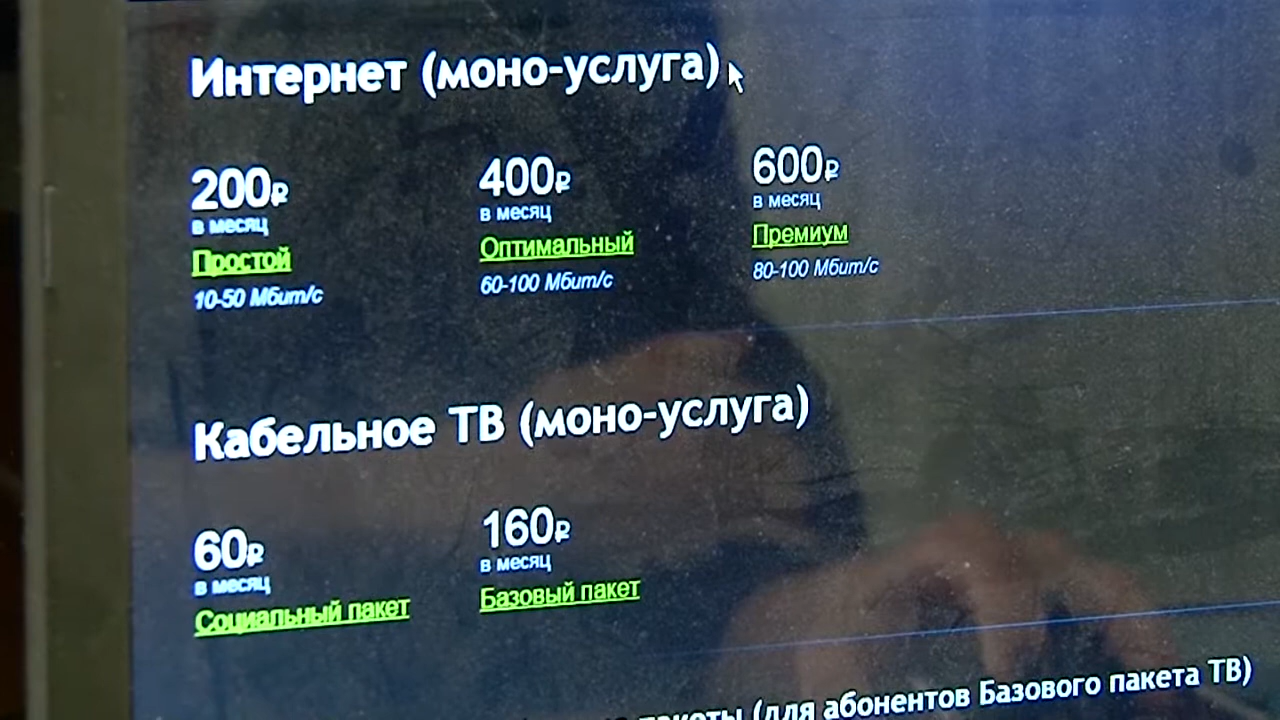 Интернет (моно-услуга)
200₽ 400₽ 600₽
в месяц в месяц в месяц
Простой Оптимальный Премиум
10-50 Мбит/с 60-100 Мбит/с 80-100 Мбит/с
Кабельное ТВ (моно-услуга)
60₽ 160₽
в месяц в месяц
Социальный пакет Базовый пакет
пакеты (для абонентов Базового пакета ТВ)